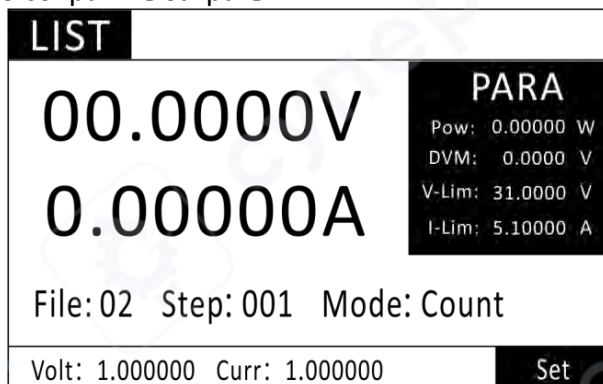 LIST
00.0000V
0.00000A
PARA
Pow: 0.00000 W
DVM: 0.0000 V
V-Lim: 31.0000 V
I-Lim: 5.10000 A
File: 02 Step: 001 Mode: Count
Volt: 1.000000 Curr: 1.000000 Set